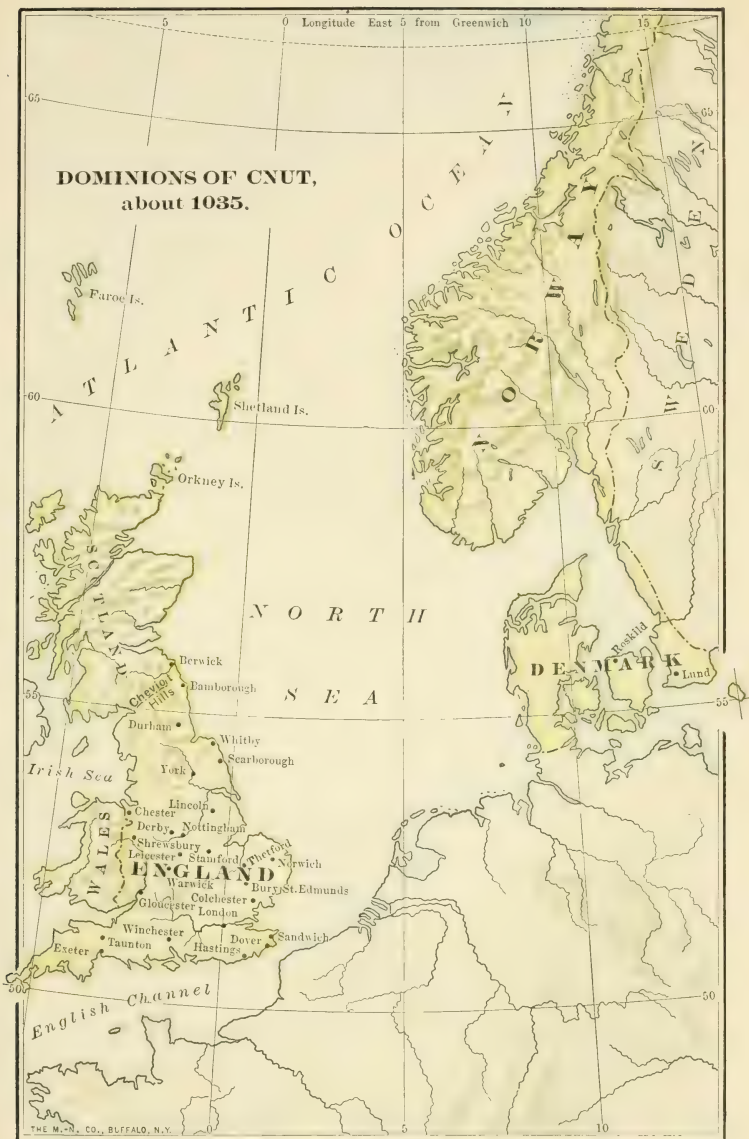 5 0 Longitude East 5 from Greenwich 10 15
65 65
DOMINIONS OF CNUT,
about 1035.
ATLANTIC OCEAN
NORWAY
SWEDEN
Faroe Is.
60 60
Shetland Is.
Orkney Is.
SCOTLAND
NORTH
SEA
Berwick
Cheviot
Hills
Bamborough
DENMARK
Roskild
Lund
55 55
Durham
Whitby
Scarborough
York
Irish Sea
Lincoln
Chester
Derby
Nottingham
Shrewsbury
Leicester
Stamford
Thetford
Norwich
WALES
ENGLAND
Warwick
Bury St. Edmunds
Gloucester
Colchester
London
Winchester
Dover
Sandwich
Taunton
Hastings
Exeter
50 50
English Channel
THE M.-N. CO., BUFFALO, N.Y.
0 5 10